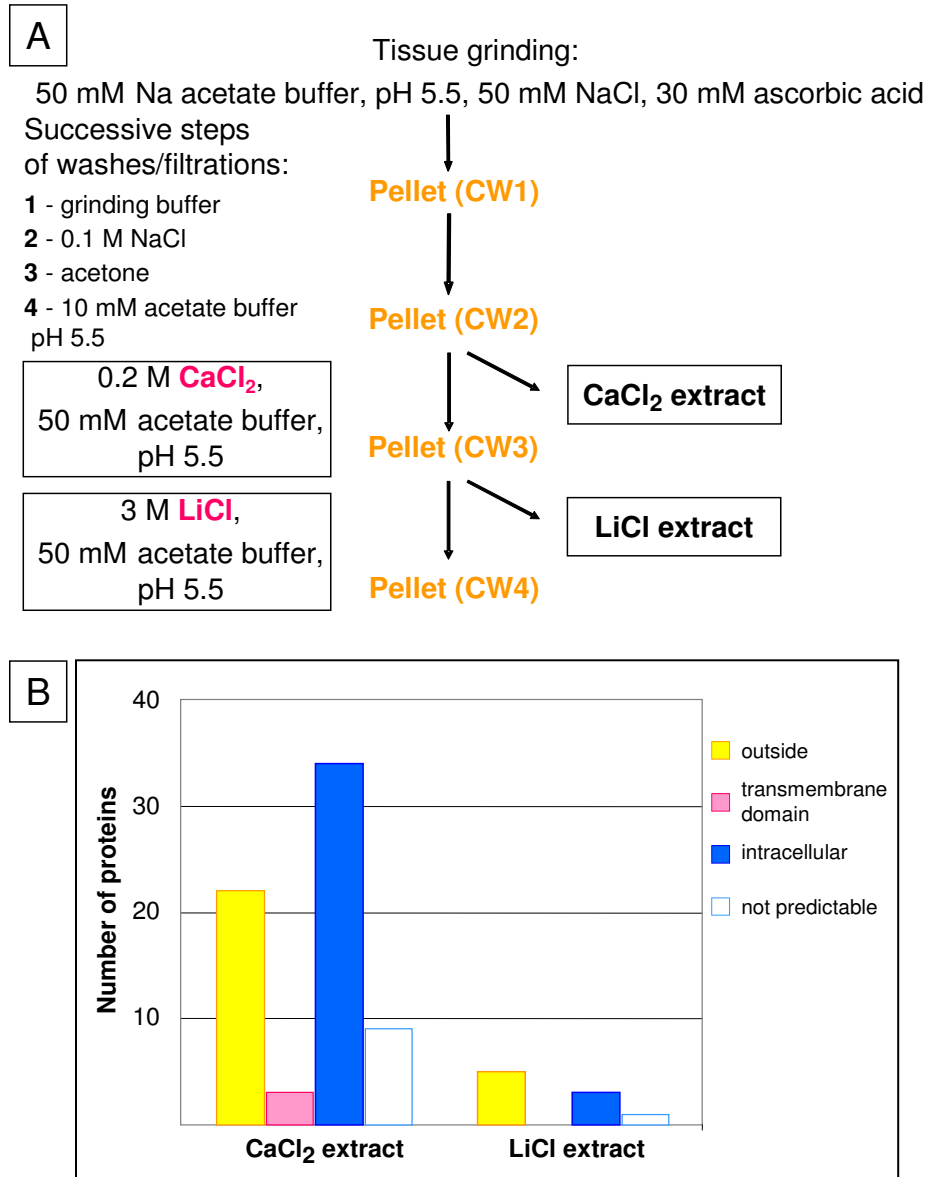 A
Tissue grinding:
50 mM Na acetate buffer, pH 5.5, 50 mM NaCl, 30 mM ascorbic acid
Successive steps
of washes/filtrations:
1 - grinding buffer
2 - 0.1 M NaCl
3 - acetone
4 - 10 mM acetate buffer
pH 5.5
Pellet (CW1)
Pellet (CW2)
0.2 M CaCl₂,
50 mM acetate buffer,
pH 5.5
CaCl₂ extract
Pellet (CW3)
3 M LiCl,
50 mM acetate buffer,
pH 5.5
LiCl extract
Pellet (CW4)
B
Number of proteins
40
30
20
10
CaCl₂ extract
LiCl extract
outside
transmembrane
domain
intracellular
not predictable